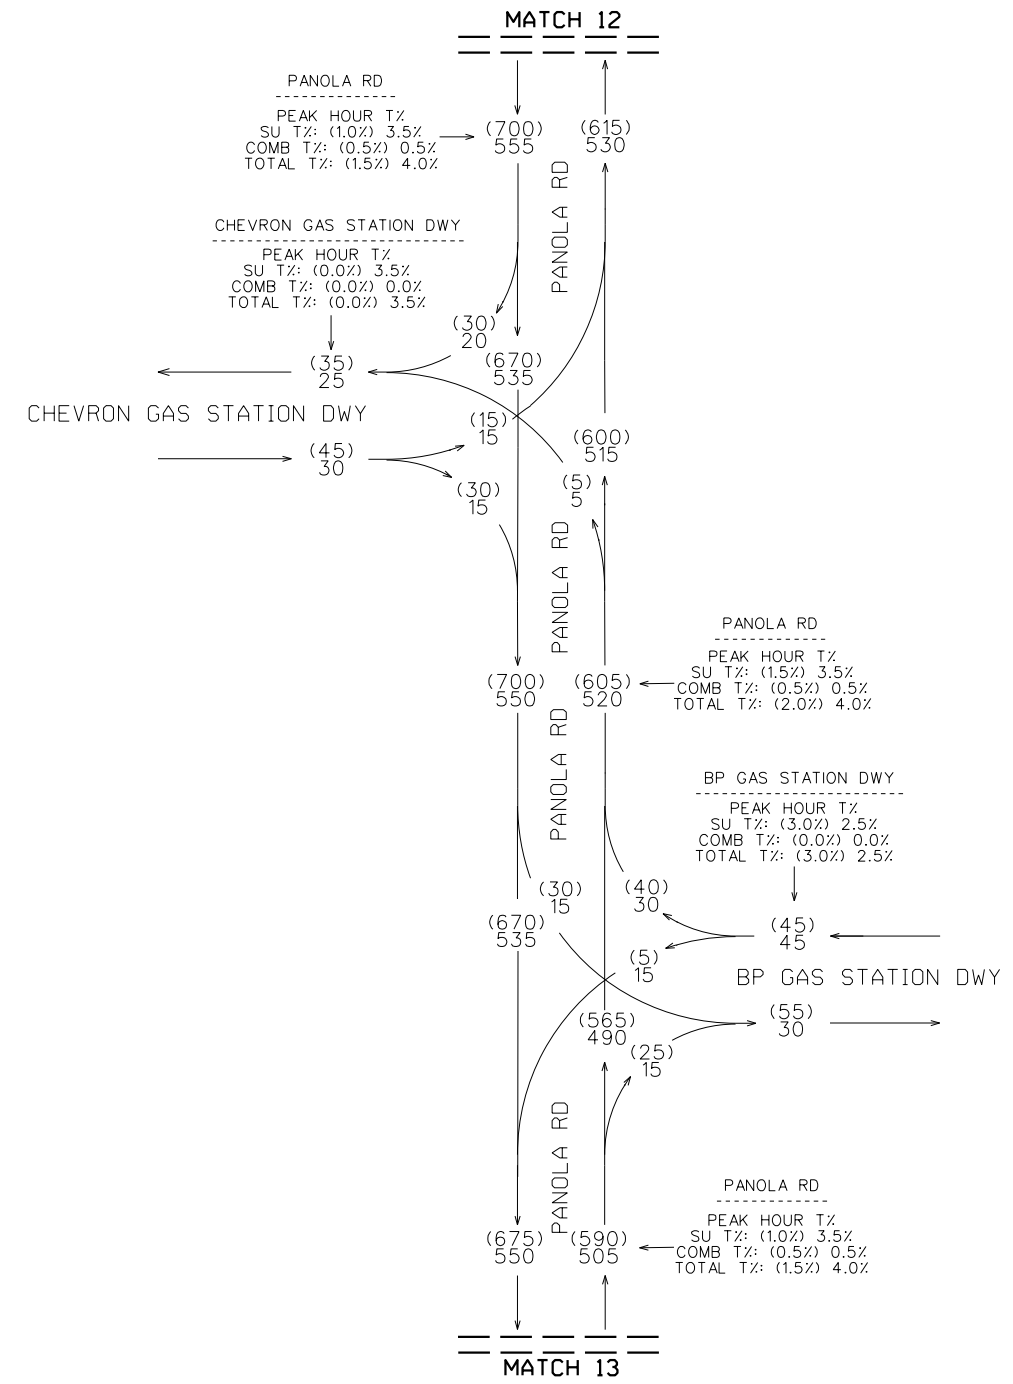 MATCH 12
PANOLA RD
PEAK HOUR T%
SU T%: (1.0%) 3.5%
COMB T%: (0.5%) 0.5%
TOTAL T%: (1.5%) 4.0%
(700)
555
(615)
530
PANOLA RD
CHEVRON GAS STATION DWY
PEAK HOUR T%
SU T%: (0.0%) 3.5%
COMB T%: (0.0%) 0.0%
TOTAL T%: (0.0%) 3.5%
(30)
20
(35)
25
(670)
535
CHEVRON GAS STATION DWY
(15)
15
(600)
515
(45)
30
(30)
15
(5)
5
PANOLA RD
PANOLA RD
PEAK HOUR T%
SU T%: (1.5%) 3.5%
COMB T%: (0.5%) 0.5%
TOTAL T%: (2.0%) 4.0%
(700)
550
(605)
520
PANOLA RD
BP GAS STATION DWY
PEAK HOUR T%
SU T%: (3.0%) 2.5%
COMB T%: (0.0%) 0.0%
TOTAL T%: (3.0%) 2.5%
(30)
15
(40)
30
(670)
535
(45)
45
(5)
15
BP GAS STATION DWY
(565)
490
(55)
30
(25)
15
PANOLA RD
PANOLA RD
PEAK HOUR T%
SU T%: (1.0%) 3.5%
COMB T%: (0.5%) 0.5%
TOTAL T%: (1.5%) 4.0%
(675)
550
(590)
505
MATCH 13